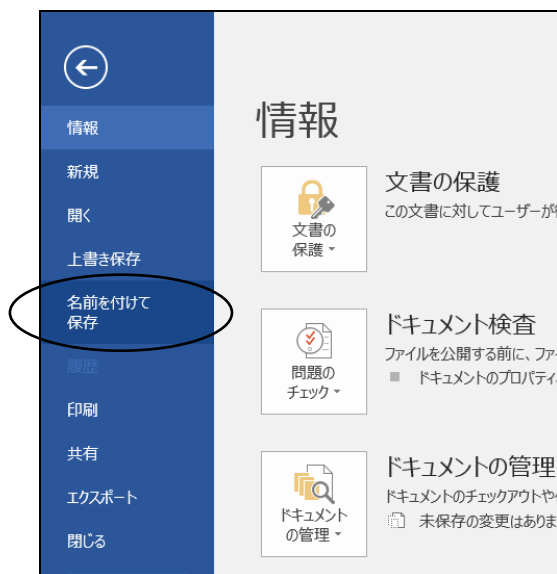 情報
新規
開く
上書き保存
名前を付けて
保存
履歴
印刷
共有
エクスポート
閉じる
情報
文書の
保護
文書の保護
この文書に対してユーザーが
問題の
チェック
ドキュメント検査
ファイルを公開する前に、ファ
ドキュメントのプロパティ
ドキュメント
の管理
ドキュメントの管理
ドキュメントのチェックアウトや
未保存の変更はありま